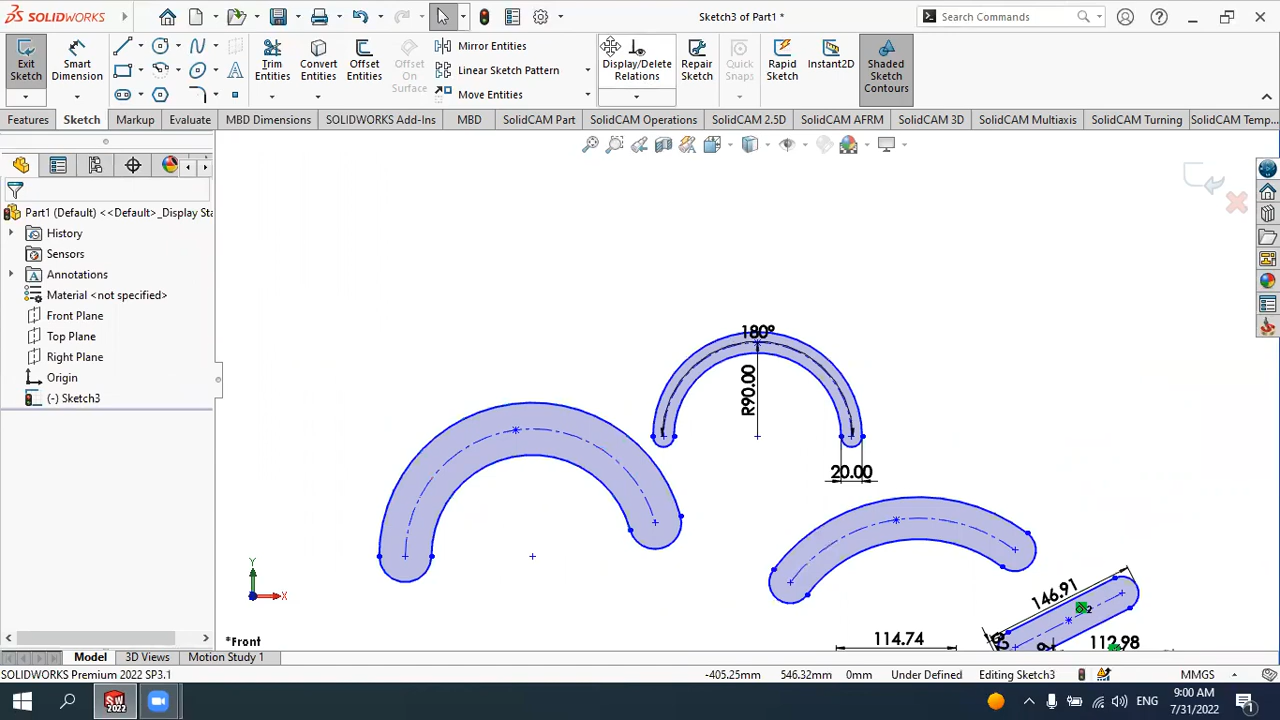 SOLIDWORKS
Sketch3 of Part1 *
Search Commands
Exit Sketch
Smart Dimension
Trim Entities
Convert Entities
Offset Entities
Offset On Surface
Mirror Entities
Linear Sketch Pattern
Move Entities
Display/Delete Relations
Repair Sketch
Quick Snaps
Rapid Sketch
Instant2D
Shaded Sketch Contours
Features
Sketch
Markup
Evaluate
MBD Dimensions
SOLIDWORKS Add-Ins
MBD
SolidCAM Part
SolidCAM Operations
SolidCAM 2.5D
SolidCAM AFRM
SolidCAM 3D
SolidCAM Multiaxis
SolidCAM Turning
SolidCAM Temp...
Part1 (Default) <<Default>_Display Sta
History
Sensors
Annotations
Material <not specified>
Front Plane
Top Plane
Right Plane
Origin
(-) Sketch3
180°
R90.00
20.00
146.91
114.74
112.98
Y
X
*Front
Model
3D Views
Motion Study 1
SOLIDWORKS Premium 2022 SP3.1
-405.25mm
546.32mm
0mm
Under Defined
Editing Sketch3
MMGS
SW
2022
ENG
9:00 AM
7/31/2022
1